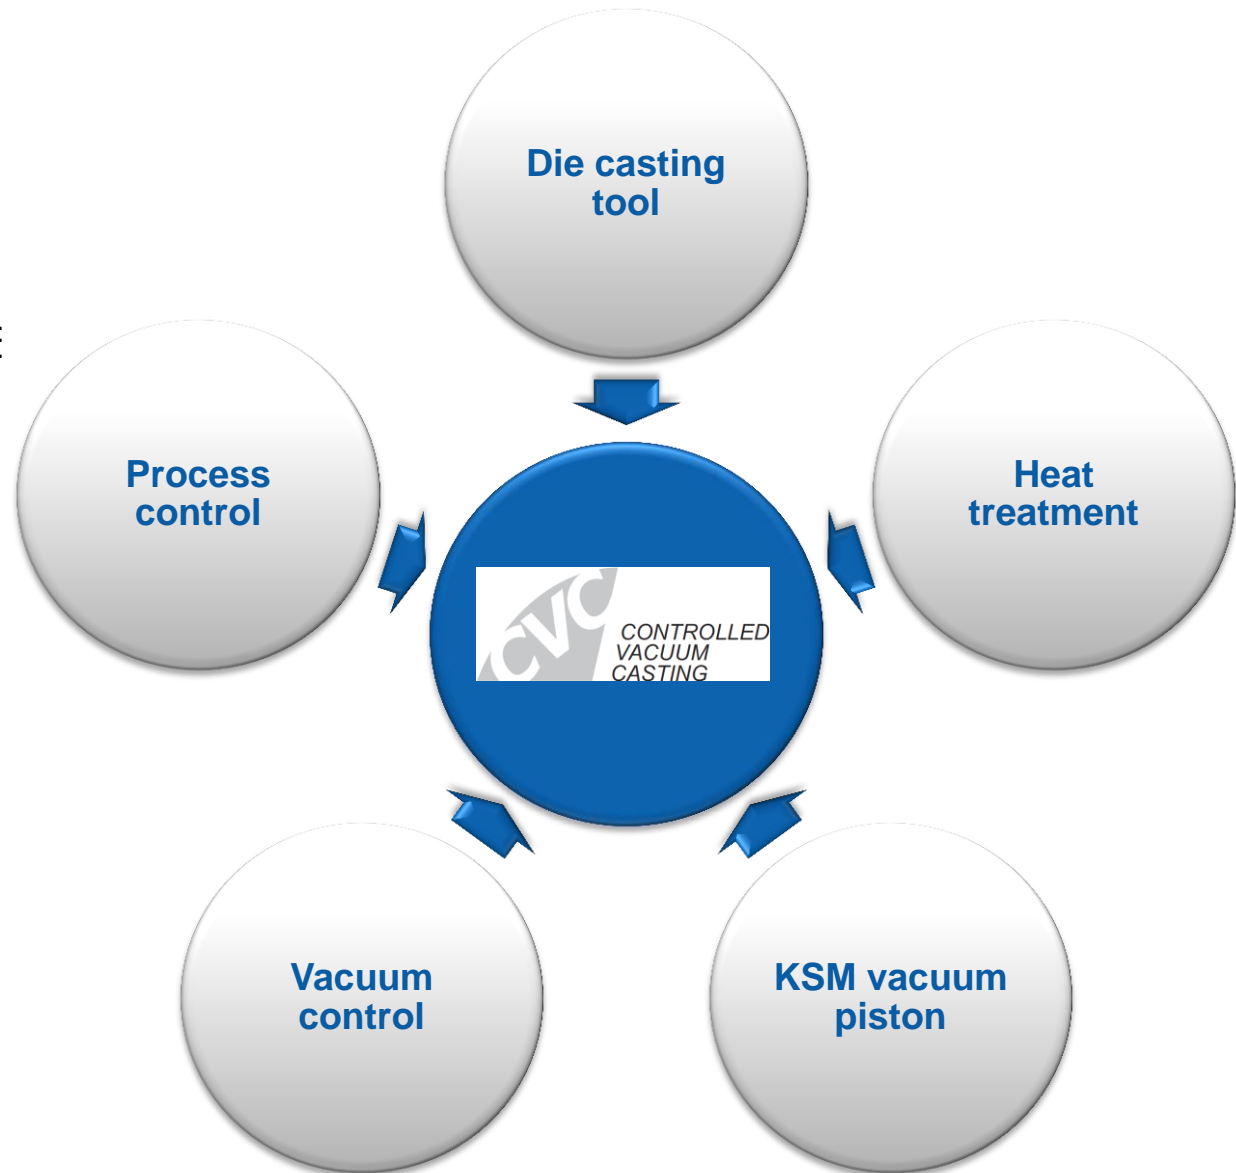 Die casting
tool
Process
control
Heat
treatment
CVC
CONTROLLED
VACUUM
CASTING
Vacuum
control
KSM vacuum
piston